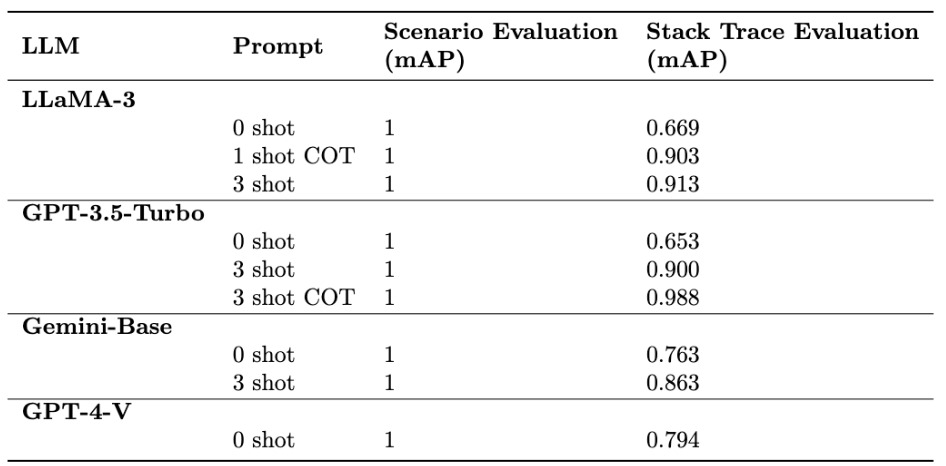 LLM Prompt Scenario Evaluation (mAP) Stack Trace Evaluation (mAP)
LLaMA-3
0 shot 1 0.669
1 shot COT 1 0.903
3 shot 1 0.913
GPT-3.5-Turbo
0 shot 1 0.653
3 shot 1 0.900
3 shot COT 1 0.988
Gemini-Base
0 shot 1 0.763
3 shot 1 0.863
GPT-4-V
0 shot 1 0.794